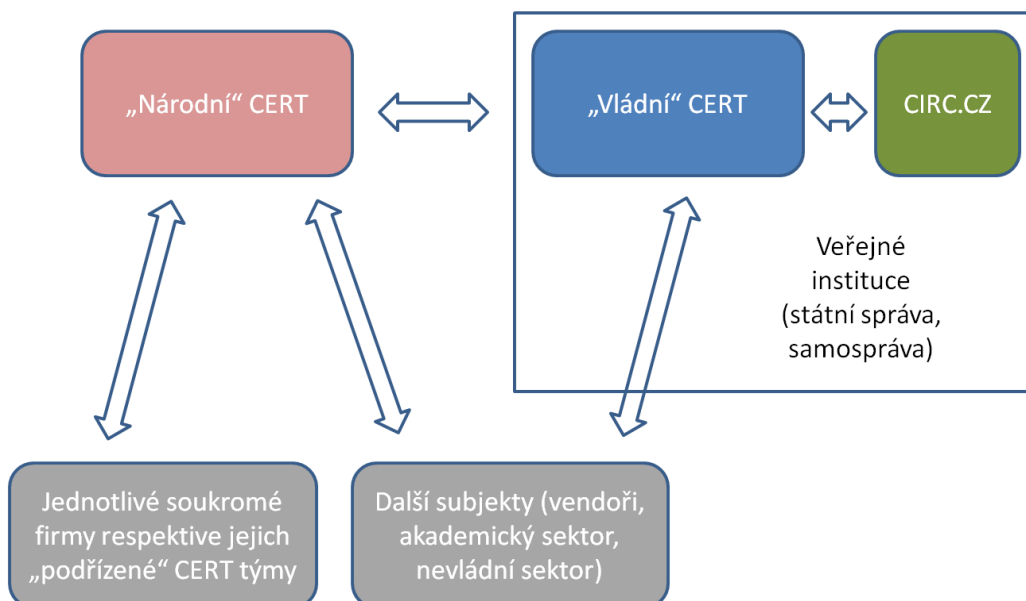 „Národní“ CERT
„Vládní“ CERT
CIRC.CZ
Veřejné
instituce
(státní správa,
samospráva)
Jednotlivé soukromé
firmy respektive jejich
„podřízené“ CERT týmy
Další subjekty (vendoři,
akademický sektor,
nevládní sektor)